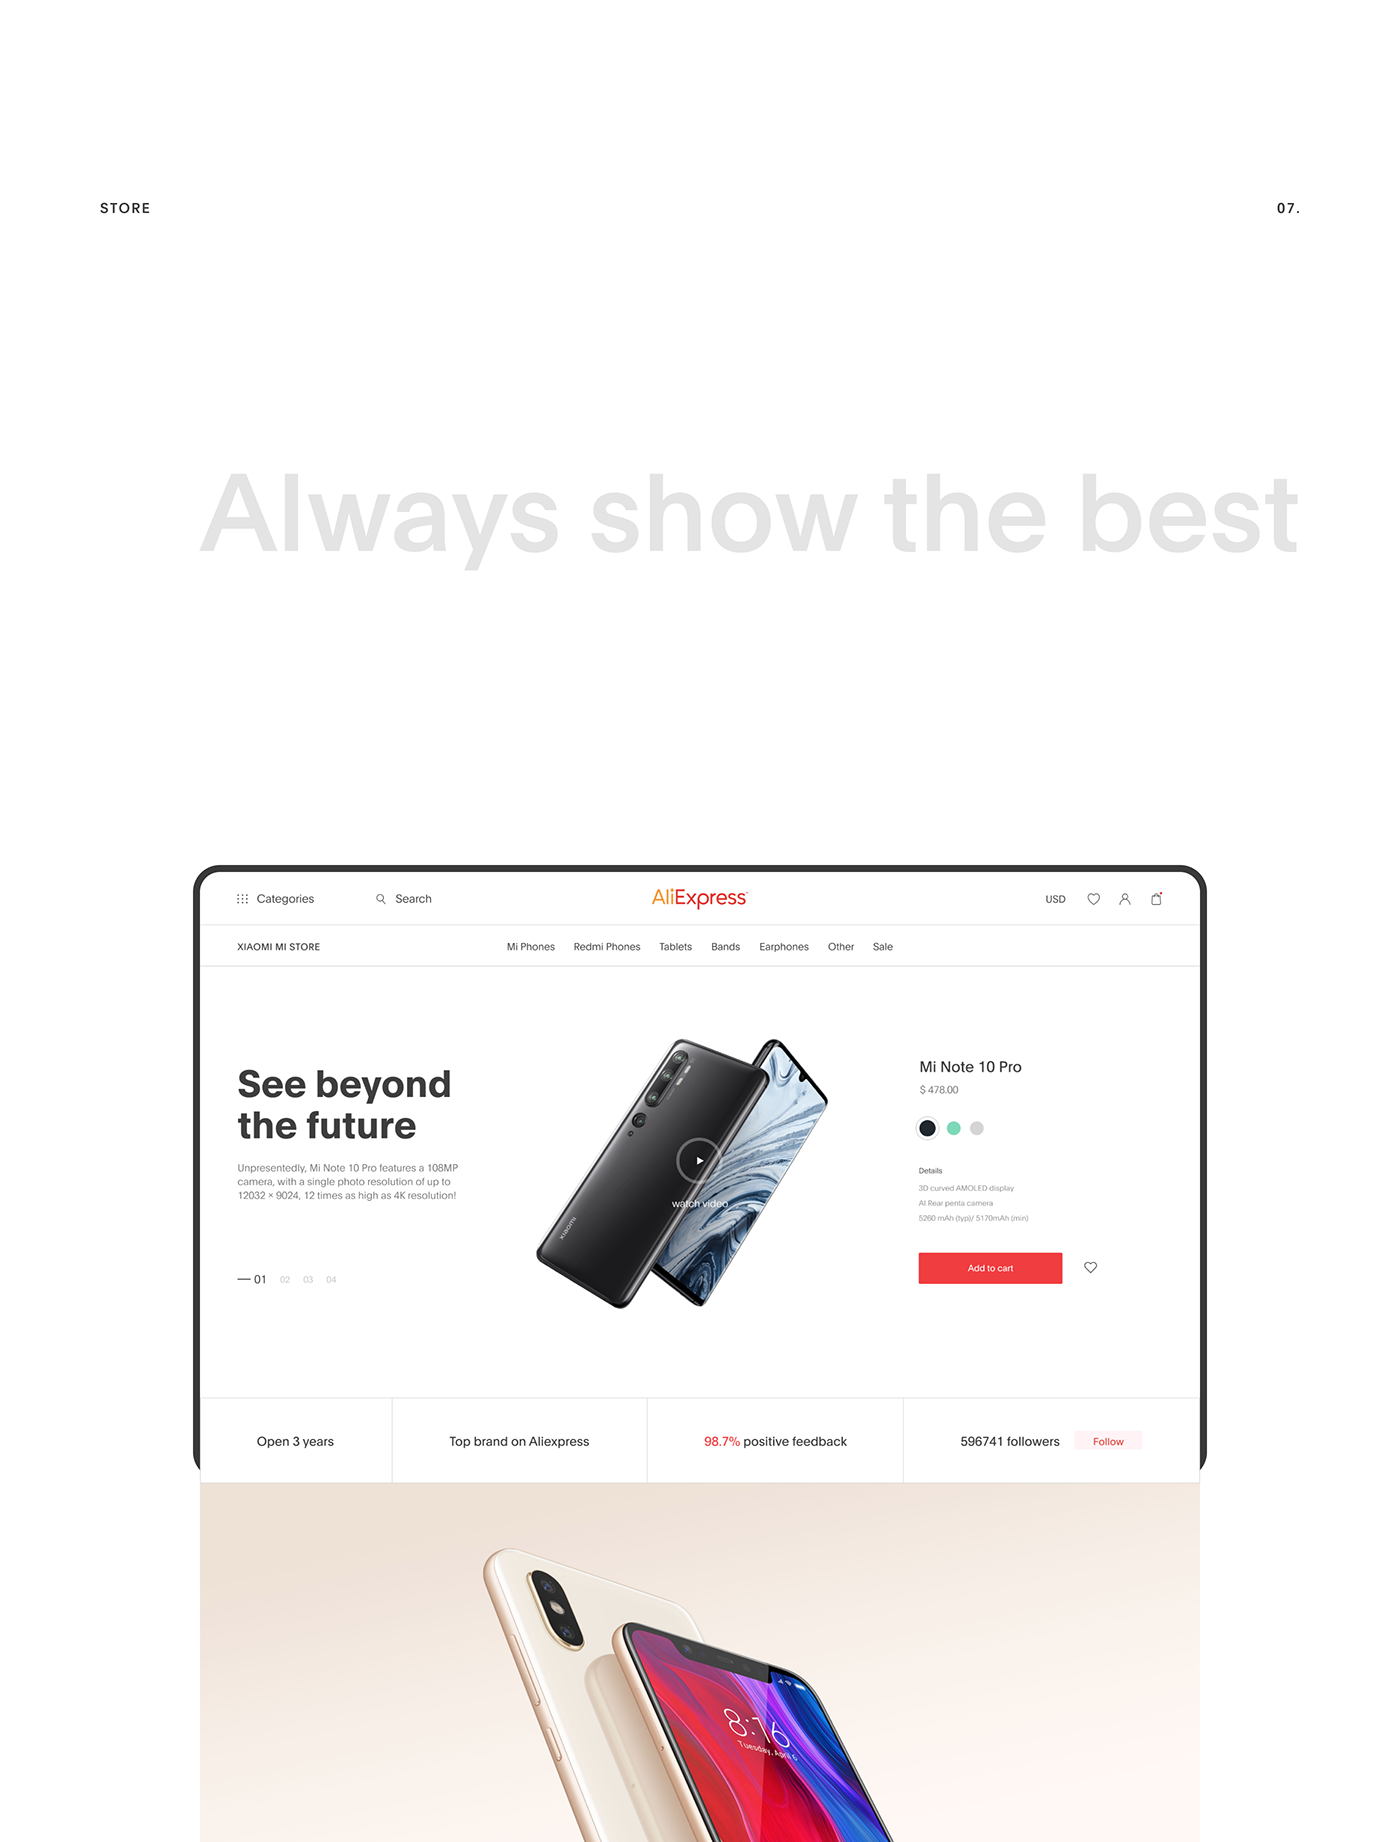 STORE
07.
Always show the best
Categories
Search
AliExpress
USD
XIAOMI MI STORE
Mi Phones
Redmi Phones
Tablets
Bands
Earphones
Other
Sale
See beyond
the future
Unpresentedly, Mi Note 10 Pro features a 108MP
camera, with a single photo resolution of up to
12032 × 9024, 12 times as high as 4K resolution!
01 02 03 04
XIAOMI
watch video
Mi Note 10 Pro
$ 478.00
Details
3D curved AMOLED display
AI Rear penta camera
5260 mAh (typ)/ 5170mAh (min)
Add to cart
Open 3 years
Top brand on Aliexpress
98.7% positive feedback
596741 followers
Follow
8:16
Tuesday, April 6